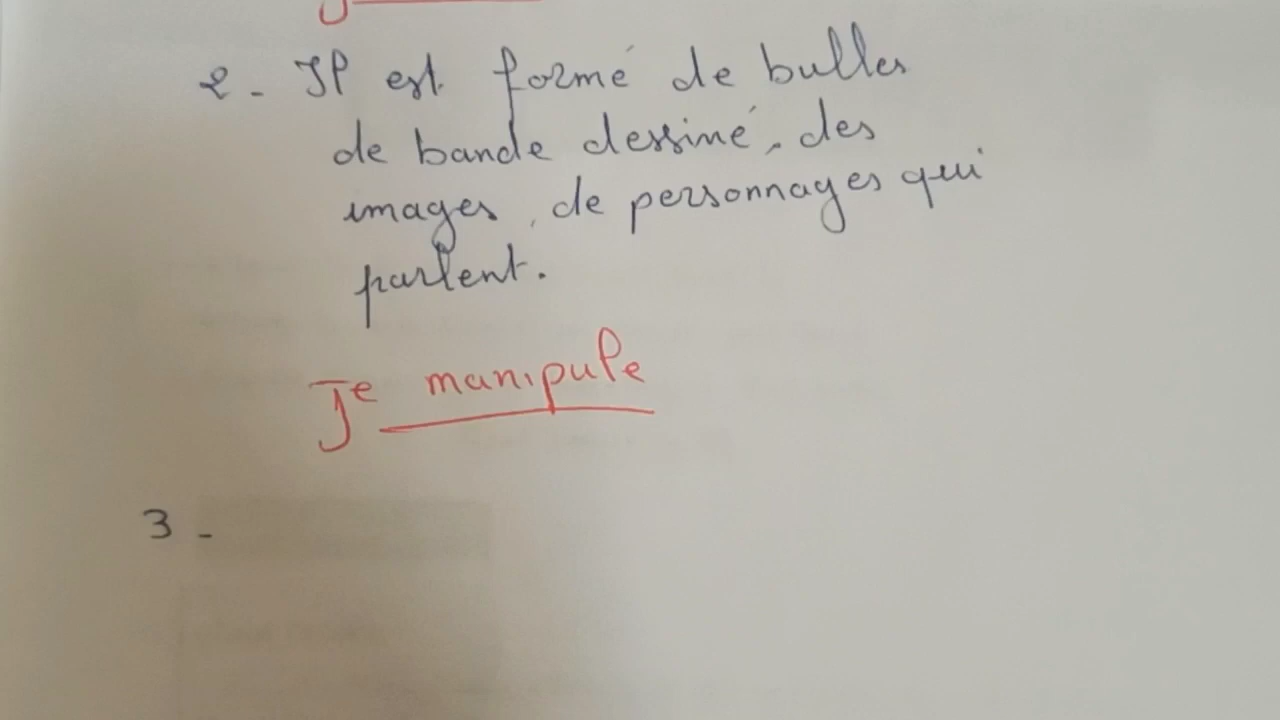 2 - Il est formé de bulles
de bande dessiné, des
images, de personnages qui
parlent.
Je manipule
3 -